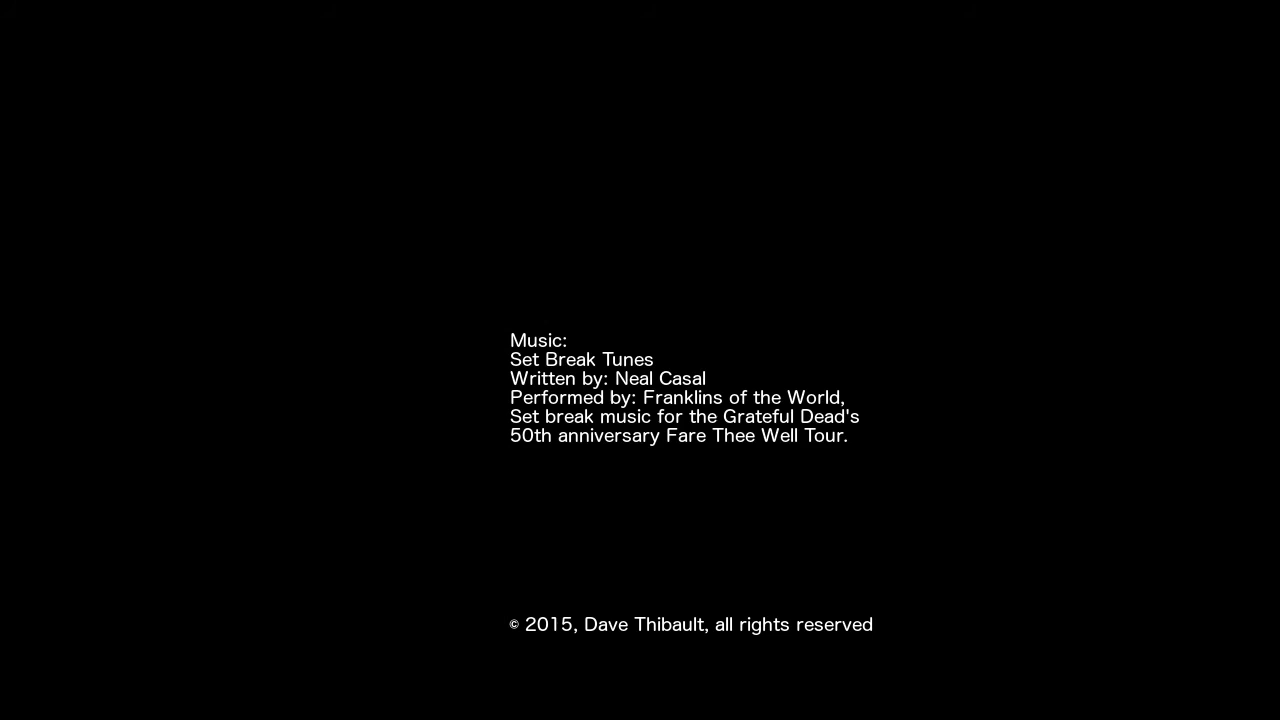 Music:
Set Break Tunes
Written by: Neal Casal
Performed by: Franklins of the World,
Set break music for the Grateful Dead's
50th anniversary Fare Thee Well Tour.
© 2015, Dave Thibault, all rights reserved